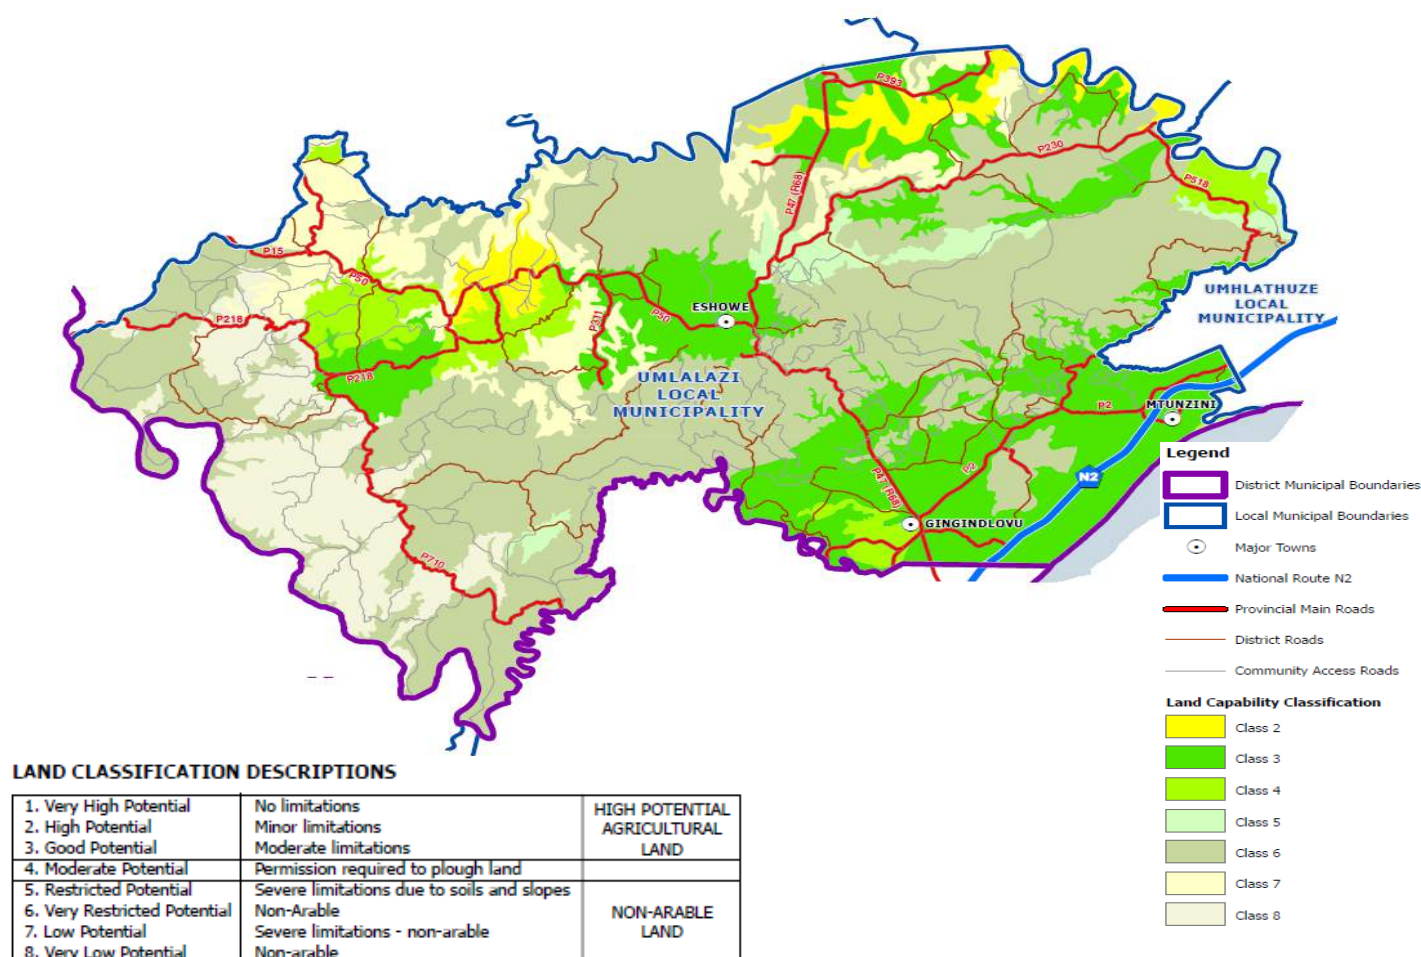 P393
P230
P518
P47 (R68)
P15
P50
P218
P311
P50
ESHOWE
P218
UMHLATHUZE
LOCAL
MUNICIPALITY
UMLALAZI
LOCAL
MUNICIPALITY
P2
MTUNZINI
P47 (R68)
P2
N2
GINGINDLOVU
P710
Legend
District Municipal Boundaries
Local Municipal Boundaries
Major Towns
National Route N2
Provincial Main Roads
District Roads
Community Access Roads
Land Capability Classification
Class 2
Class 3
Class 4
Class 5
Class 6
Class 7
Class 8
LAND CLASSIFICATION DESCRIPTIONS
1. Very High Potential No limitations HIGH POTENTIAL
2. High Potential Minor limitations AGRICULTURAL
3. Good Potential Moderate limitations LAND
4. Moderate Potential Permission required to plough land
5. Restricted Potential Severe limitations due to soils and slopes
6. Very Restricted Potential Non-Arable NON-ARABLE
7. Low Potential Severe limitations - non-arable LAND
8. Very Low Potential Non-arable